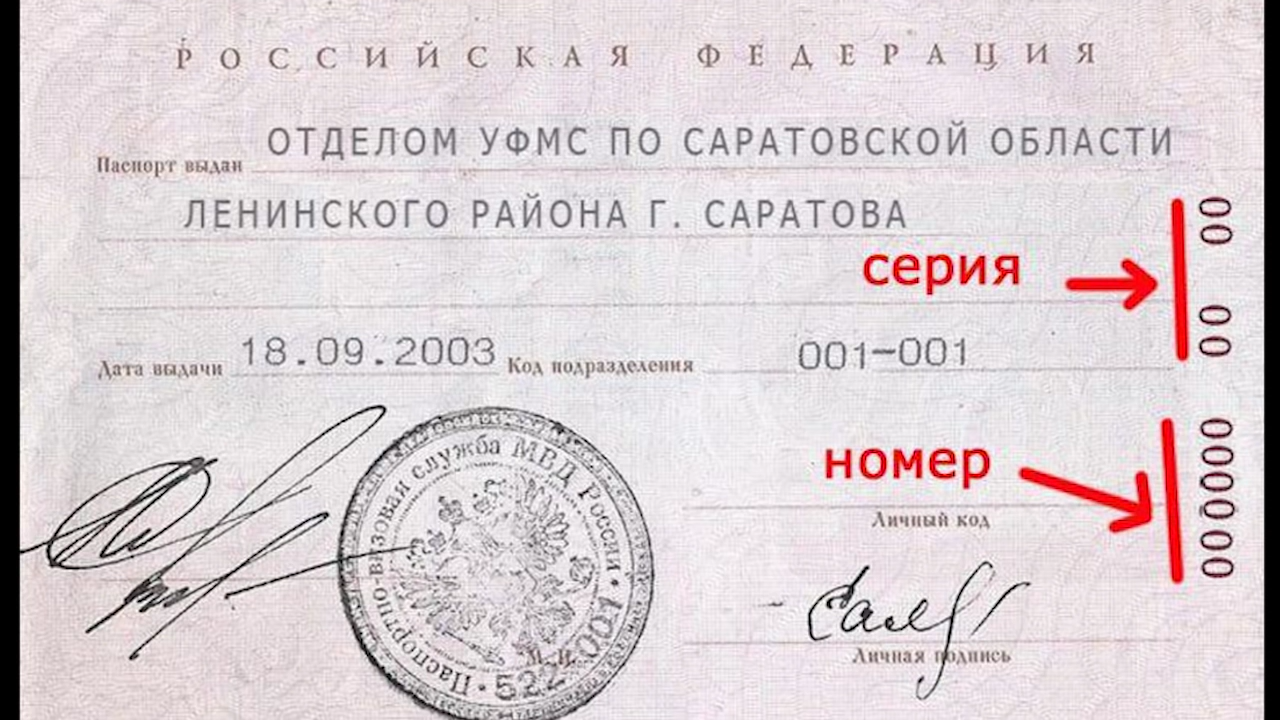 РОССИЙСКАЯ ФЕДЕРАЦИЯ
Паспорт выдан ОТДЕЛОМ УФМС ПО САРАТОВСКОЙ ОБЛАСТИ
ЛЕНИНСКОГО РАЙОНА Г. САРАТОВА
00 00
серия
Дата выдачи 18.09.2003 Код подразделения 001-001
000000
номер
Личный код
Паспортно-визовая служба МВД России
М. П.
Личная подпись